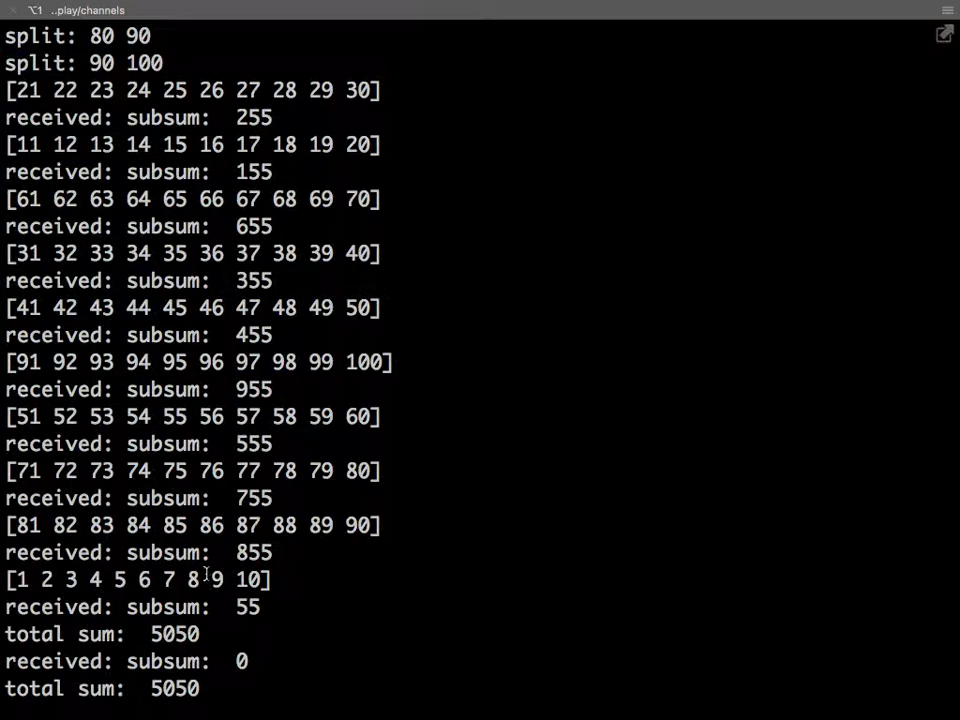 ⌥1 ..play/channels
split: 80 90
split: 90 100
[21 22 23 24 25 26 27 28 29 30]
received: subsum:  255
[11 12 13 14 15 16 17 18 19 20]
received: subsum:  155
[61 62 63 64 65 66 67 68 69 70]
received: subsum:  655
[31 32 33 34 35 36 37 38 39 40]
received: subsum:  355
[41 42 43 44 45 46 47 48 49 50]
received: subsum:  455
[91 92 93 94 95 96 97 98 99 100]
received: subsum:  955
[51 52 53 54 55 56 57 58 59 60]
received: subsum:  555
[71 72 73 74 75 76 77 78 79 80]
received: subsum:  755
[81 82 83 84 85 86 87 88 89 90]
received: subsum:  855
[1 2 3 4 5 6 7 8 9 10]
received: subsum:  55
total sum:  5050
received: subsum:  0
total sum:  5050